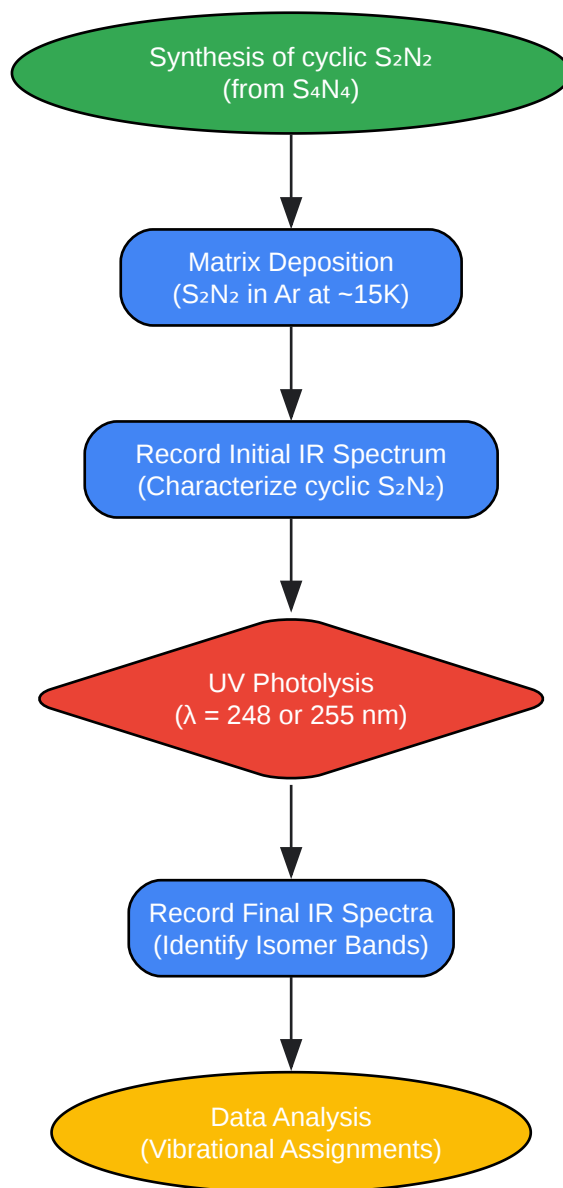 Synthesis of cyclic S₂N₂
(from S₄N₄)
Matrix Deposition
(S₂N₂ in Ar at ~15K)
Record Initial IR Spectrum
(Characterize cyclic S₂N₂)
UV Photolysis
(λ = 248 or 255 nm)
Record Final IR Spectra
(Identify Isomer Bands)
Data Analysis
(Vibrational Assignments)